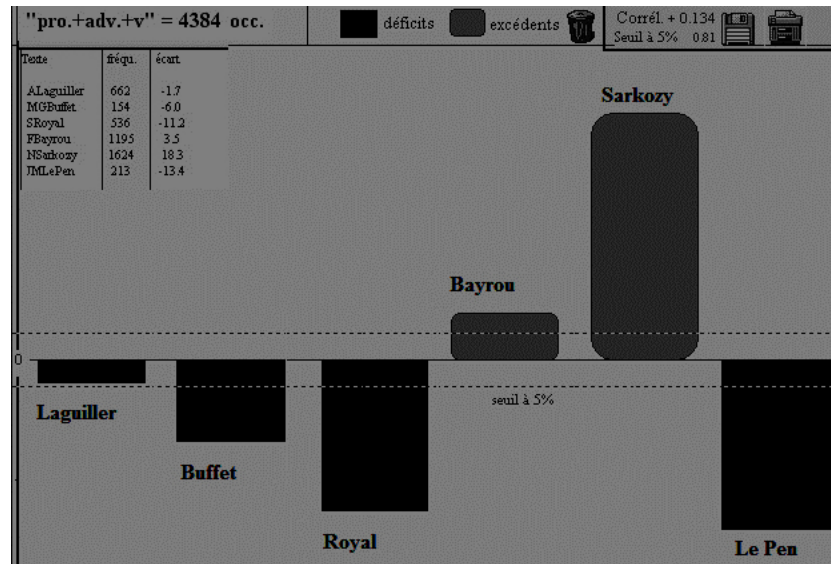 "pro.+adv.+v" = 4384 occ.
déficits
excédents
Corrél. + 0.134
Seuil à 5% 0.81
Texte fréqu. écart
ALaguiller 662 -1.7
MGBuffet 154 -6.0
SRoyal 536 -11.2
FBayrou 1195 3.5
NSarkozy 1624 18.3
JMLePen 213 -13.4
Sarkozy
Bayrou
0
seuil à 5%
Laguiller
Buffet
Royal
Le Pen